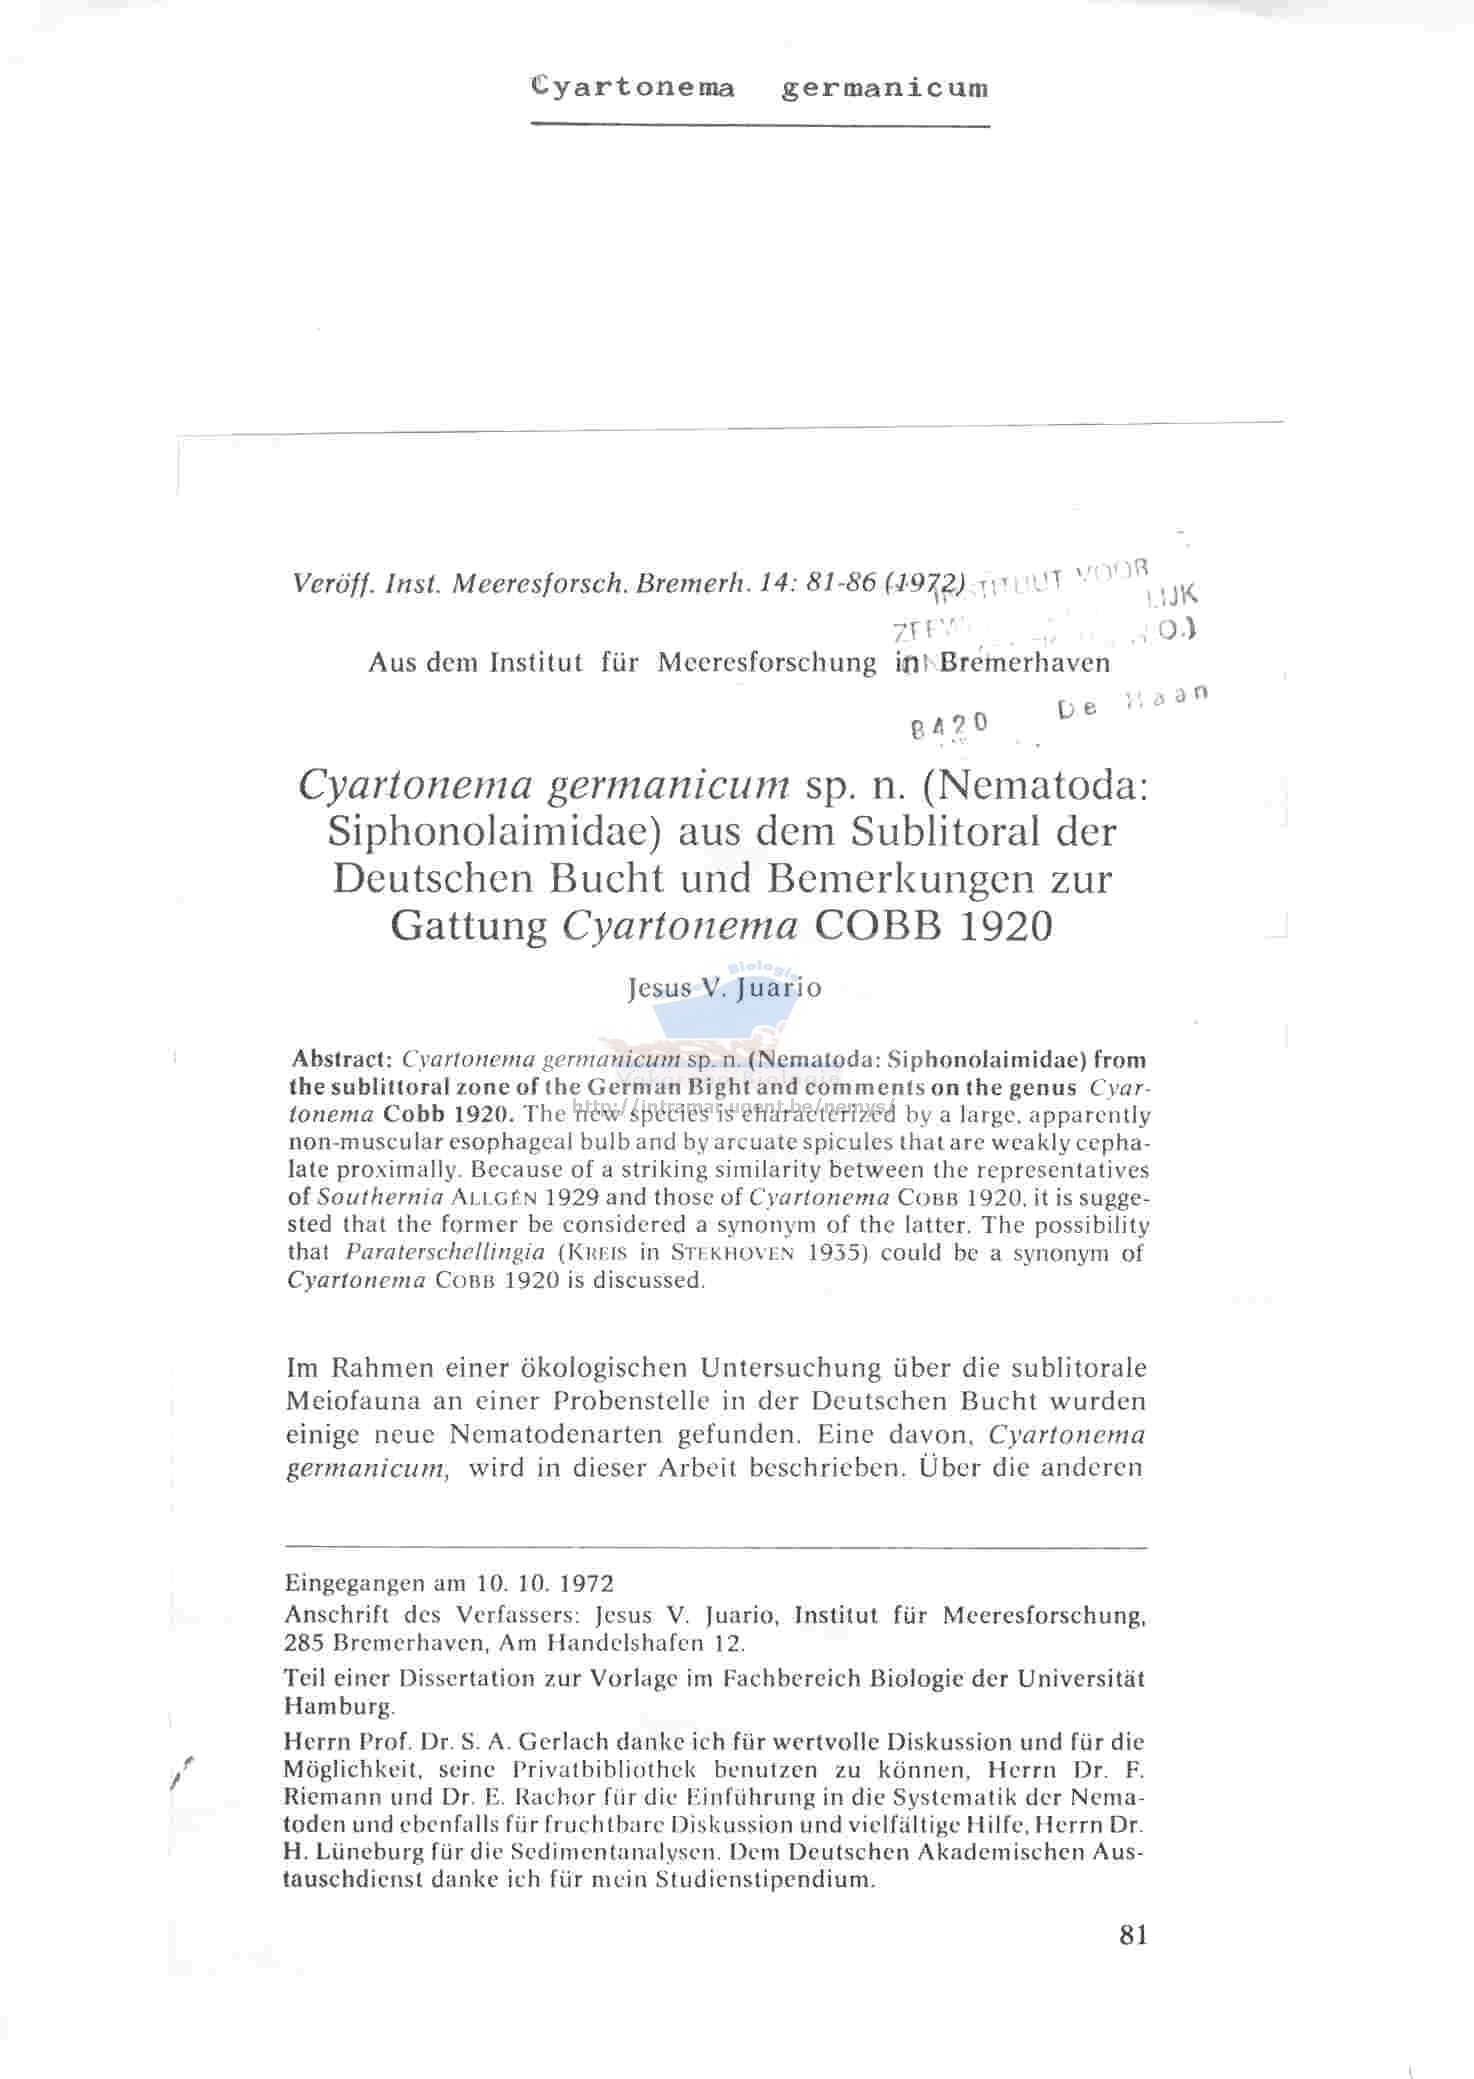 Cyartonema germanicum
Veröff. Inst. Meeresforsch. Bremerh. 14: 81-86 (1972)
VOOR
LIJK
O.)
Aus dem Institut für Meeresforschung in Bremerhaven
8420 De Haan
Cyartonema germanicum sp. n. (Nematoda:
Siphonolaimidae) aus dem Sublitoral der
Deutschen Bucht und Bemerkungen zur
Gattung Cyartonema COBB 1920
Biologie
Jesus V. Juario
Abstract: Cyartonema germanicum sp. n. (Nematoda: Siphonolaimidae) from
the sublittoral zone of the German Bight and comments on the genus Cyar-
http://intramar.ugent.be/nemys/
tonema Cobb 1920. The new species is characterized by a large, apparently
non-muscular esophageal bulb and by arcuate spicules that are weakly cepha-
late proximally. Because of a striking similarity between the representatives
of Southernia ALLGÉN 1929 and those of Cyartonema COBB 1920, it is sugge-
sted that the former be considered a synonym of the latter. The possibility
that Paraterschellingia (KREIS in STEKHOVEN 1935) could be a synonym of
Cyartonema COBB 1920 is discussed.
Im Rahmen einer ökologischen Untersuchung über die sublitorale
Meiofauna an einer Probenstelle in der Deutschen Bucht wurden
einige neue Nematodenarten gefunden. Eine davon, Cyartonema
germanicum, wird in dieser Arbeit beschrieben. Über die anderen
Eingegangen am 10. 10. 1972
Anschrift des Verfassers: Jesus V. Juario, Institut für Meeresforschung,
285 Bremerhaven, Am Handelshafen 12.
Teil einer Dissertation zur Vorlage im Fachbereich Biologie der Universität
Hamburg.
Herrn Prof. Dr. S. A. Gerlach danke ich für wertvolle Diskussion und für die
Möglichkeit, seine Privatbibliothek benutzen zu können, Herrn Dr. F.
Riemann und Dr. E. Rachor für die Einführung in die Systematik der Nema-
toden und ebenfalls für fruchtbare Diskussion und vielfältige Hilfe, Herrn Dr.
H. Lüneburg für die Sedimentanalysen. Dem Deutschen Akademischen Aus-
tauschdienst danke ich für mein Studienstipendium.
81